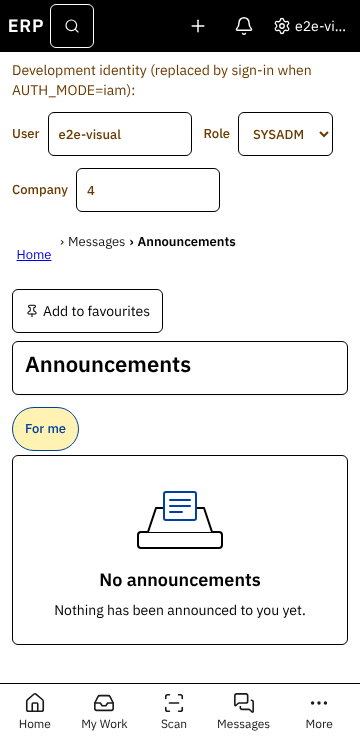 ERP e2e-vi...
Development identity (replaced by sign-in when
AUTH_MODE=iam):
User e2e-visual Role SYSADM
Company 4
Home › Messages › Announcements
Add to favourites
Announcements
For me
No announcements
Nothing has been announced to you yet.
Home My Work Scan Messages More